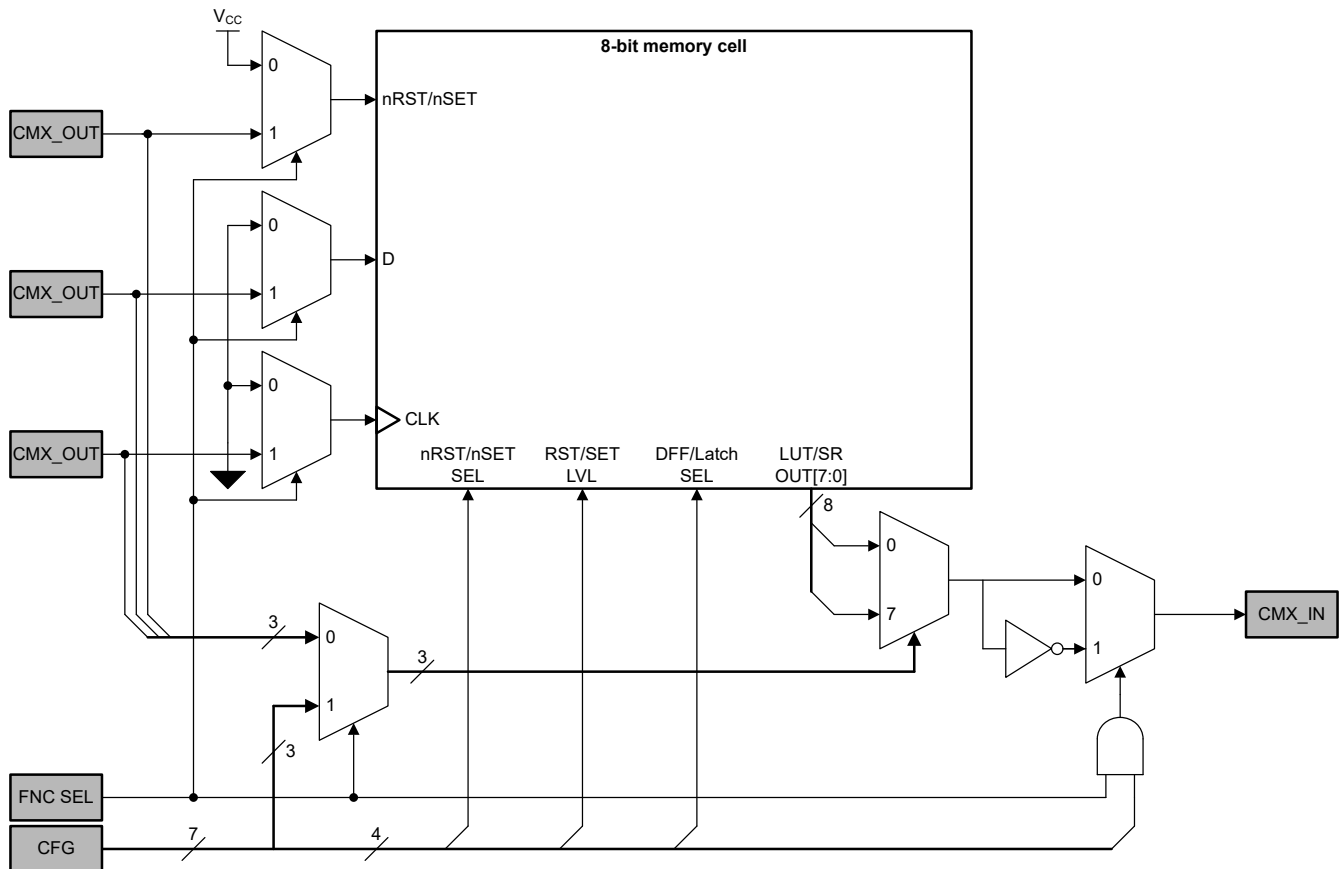 V_CC
8-bit memory cell
0
nRST/nSET
CMX_OUT
1
0
D
CMX_OUT
1
0
CLK
CMX_OUT
1
nRST/nSET
SEL
RST/SET
LVL
DFF/Latch
SEL
LUT/SR
OUT[7:0]
8
0
0
7
1
CMX_IN
3
0
3
1
3
FNC SEL
CFG
7
4